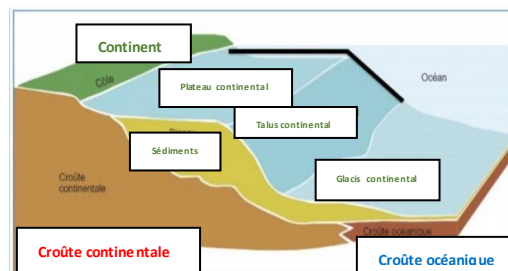 Continent
Côte
Océan
Plateau continental
Talus continental
Sédiments
Glacis continental
Croûte
continentale
Croûte océanique
Croûte continentale
Croûte océanique